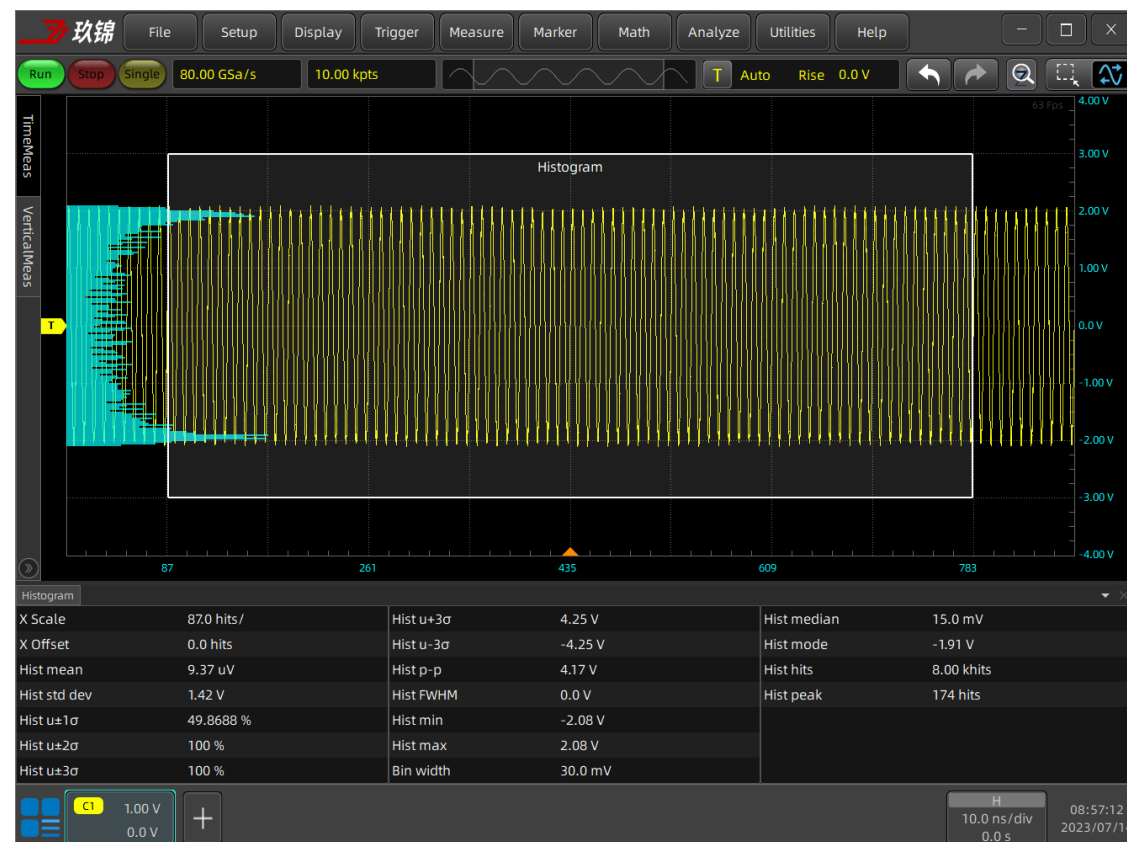 玖锦 File Setup Display Trigger Measure Marker Math Analyze Utilities Help
Run Stop Single 80.00 GSa/s 10.00 kpts T Auto Rise 0.0 V
63 Fps
4.00 V
TimeMeas
3.00 V
Histogram
VerticalMeas
2.00 V
1.00 V
T
0.0 V
-1.00 V
-2.00 V
-3.00 V
-4.00 V
87 261 435 609 783
Histogram
X Scale 87.0 hits/ Hist u+3σ 4.25 V Hist median 15.0 mV
X Offset 0.0 hits Hist u-3σ -4.25 V Hist mode -1.91 V
Hist mean 9.37 uV Hist p-p 4.17 V Hist hits 8.00 khits
Hist std dev 1.42 V Hist FWHM 0.0 V Hist peak 174 hits
Hist u±1σ 49.8688 % Hist min -2.08 V
Hist u±2σ 100 % Hist max 2.08 V
Hist u±3σ 100 % Bin width 30.0 mV
C1 1.00 V
0.0 V
H
10.0 ns/div
0.0 s
08:57:12
2023/07/14